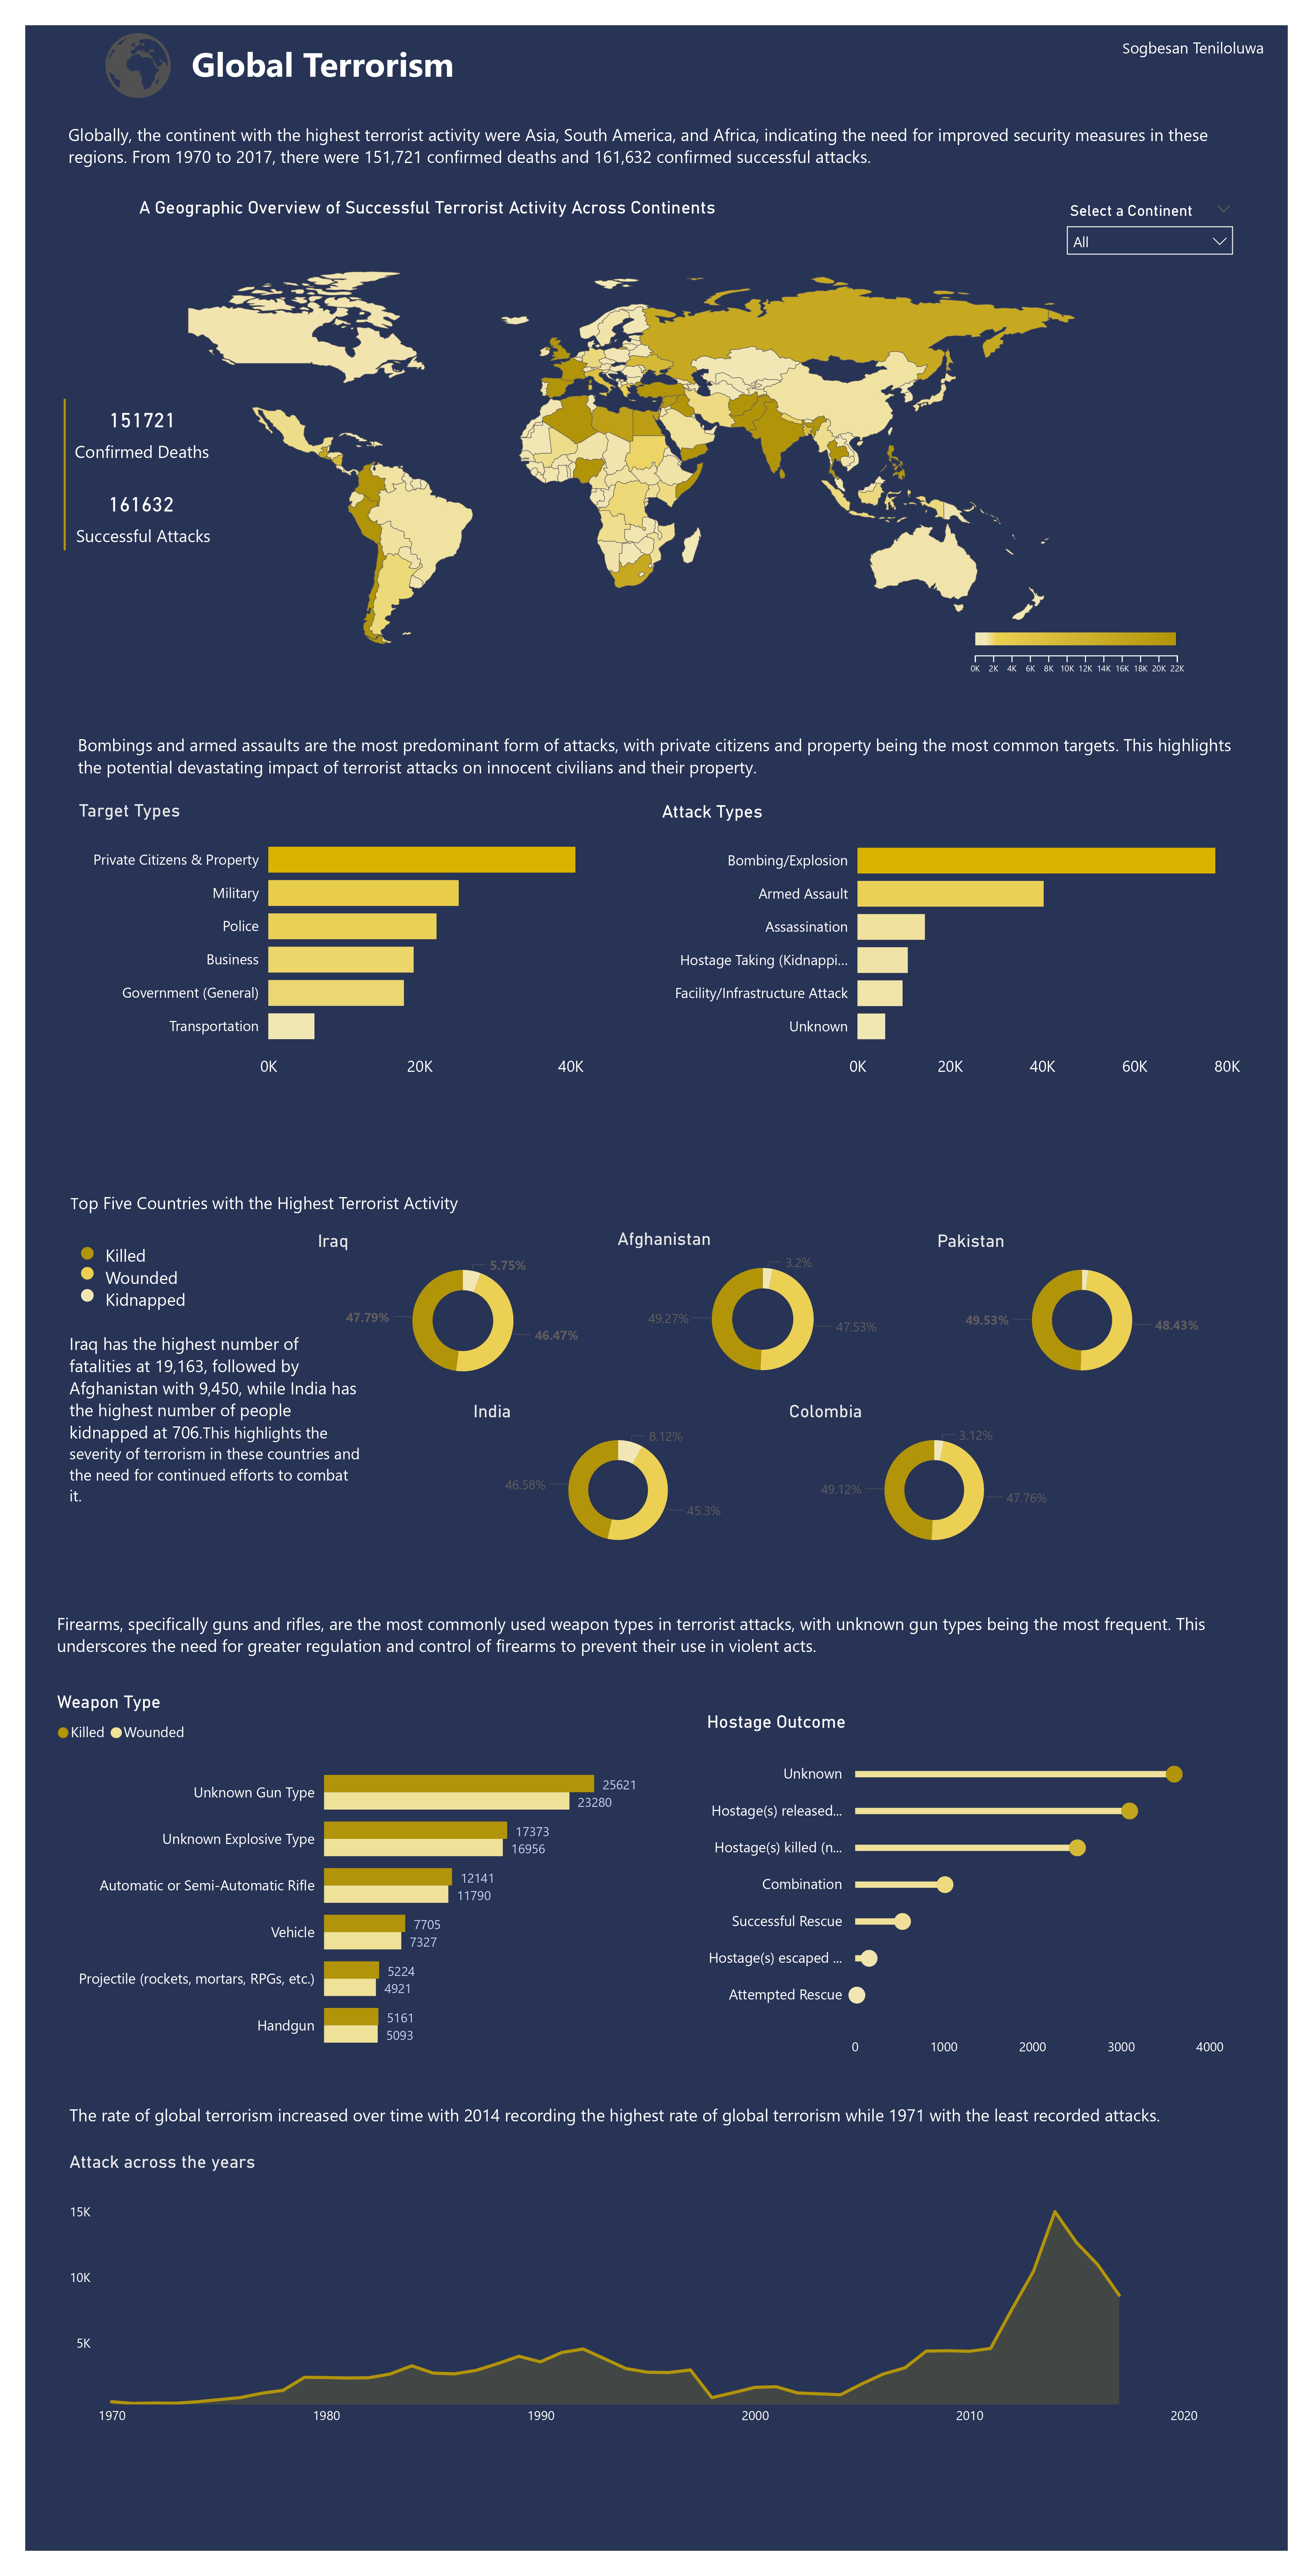 Global Terrorism
Sogbesan Teniloluwa
Globally, the continent with the highest terrorist activity were Asia, South America, and Africa, indicating the need for improved security measures in these
regions. From 1970 to 2017, there were 151,721 confirmed deaths and 161,632 confirmed successful attacks.
A Geographic Overview of Successful Terrorist Activity Across Continents
Select a Continent
All
151721
Confirmed Deaths
161632
Successful Attacks
0K 2K 4K 6K 8K 10K 12K 14K 16K 18K 20K 22K
Bombings and armed assaults are the most predominant form of attacks, with private citizens and property being the most common targets. This highlights
the potential devastating impact of terrorist attacks on innocent civilians and their property.
Target Types
Private Citizens & Property
Military
Police
Business
Government (General)
Transportation
0K 20K 40K
Attack Types
Bombing/Explosion
Armed Assault
Assassination
Hostage Taking (Kidnappi...
Facility/Infrastructure Attack
Unknown
0K 20K 40K 60K 80K
Top Five Countries with the Highest Terrorist Activity
Killed
Wounded
Kidnapped
Iraq has the highest number of
fatalities at 19,163, followed by
Afghanistan with 9,450, while India has
the highest number of people
kidnapped at 706.This highlights the
severity of terrorism in these countries and
the need for continued efforts to combat
it.
Iraq
5.75%
47.79%
46.47%
Afghanistan
3.2%
49.27%
47.53%
Pakistan
49.53%
48.43%
India
8.12%
46.58%
45.3%
Colombia
3.12%
49.12%
47.76%
Firearms, specifically guns and rifles, are the most commonly used weapon types in terrorist attacks, with unknown gun types being the most frequent. This
underscores the need for greater regulation and control of firearms to prevent their use in violent acts.
Weapon Type
Killed Wounded
Unknown Gun Type
25621
23280
Unknown Explosive Type
17373
16956
Automatic or Semi-Automatic Rifle
12141
11790
Vehicle
7705
7327
Projectile (rockets, mortars, RPGs, etc.)
5224
4921
Handgun
5161
5093
Hostage Outcome
Unknown
Hostage(s) released...
Hostage(s) killed (n...
Combination
Successful Rescue
Hostage(s) escaped ...
Attempted Rescue
0 1000 2000 3000 4000
The rate of global terrorism increased over time with 2014 recording the highest rate of global terrorism while 1971 with the least recorded attacks.
Attack across the years
15K
10K
5K
1970 1980 1990 2000 2010 2020